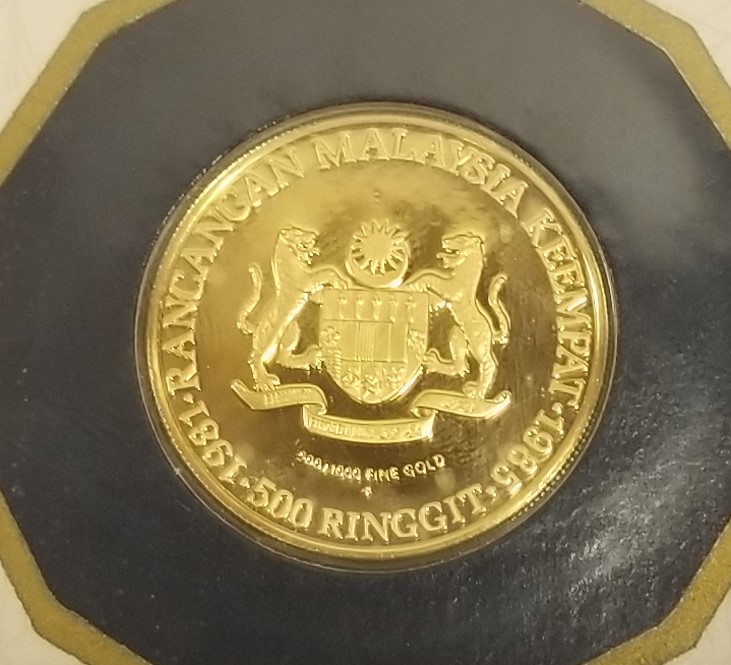 RANCANGAN MALAYSIA KEEMPAT
1981·500 RINGGIT·1985
900/1000 FINE GOLD